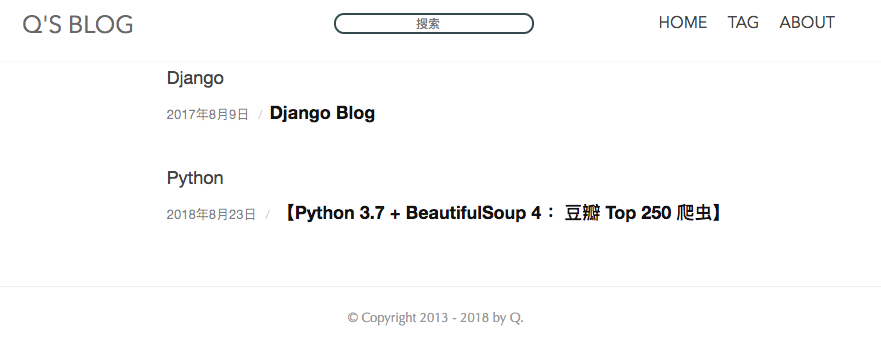 Q'S BLOG 搜索 HOME TAG ABOUT
Django
2017年8月9日 / Django Blog
Python
2018年8月23日 / 【Python 3.7 + BeautifulSoup 4： 豆瓣 Top 250 爬虫】
© Copyright 2013 - 2018 by Q.